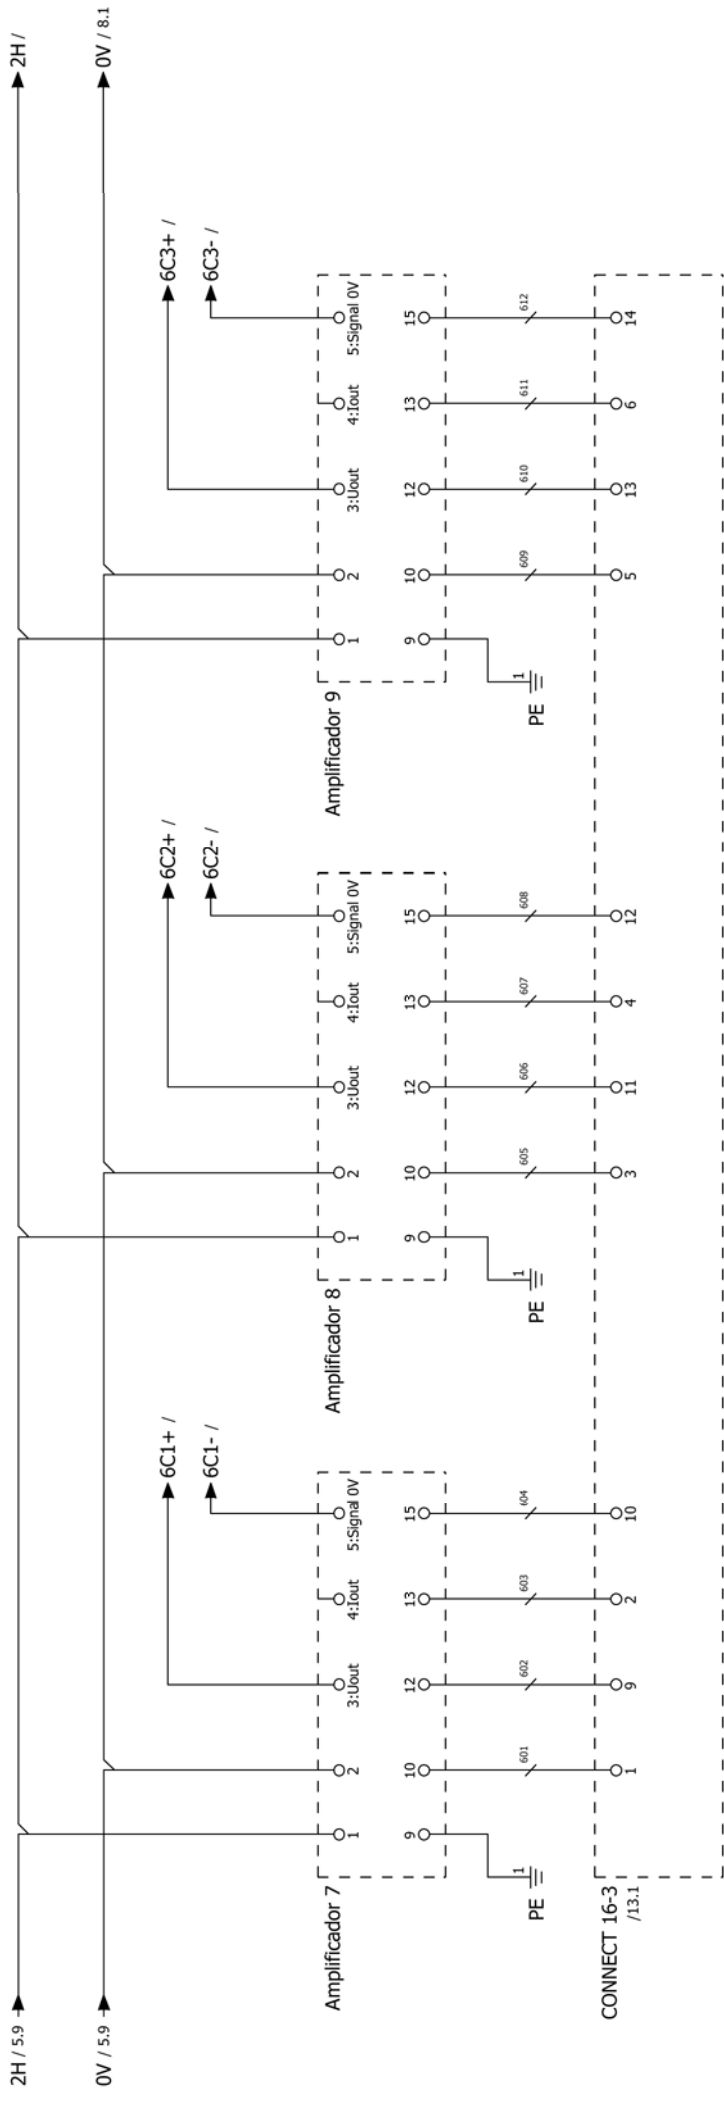 2H / 5.9
2H /
0V / 5.9
0V / 8.1
6C1+ /
6C1- /
6C2+ /
6C2- /
6C3+ /
6C3- /
Amplificador 7
1
2
3:Uout
4:Iout
5:Signal 0V
9
10
12
13
15
Amplificador 8
1
2
3:Uout
4:Iout
5:Signal 0V
9
10
12
13
15
Amplificador 9
1
2
3:Uout
4:Iout
5:Signal 0V
9
10
12
13
15
PE
1
601
602
603
604
PE
1
605
606
607
608
PE
1
609
610
611
612
CONNECT 16-3
/13.1
1
9
2
10
3
11
4
12
5
13
6
14